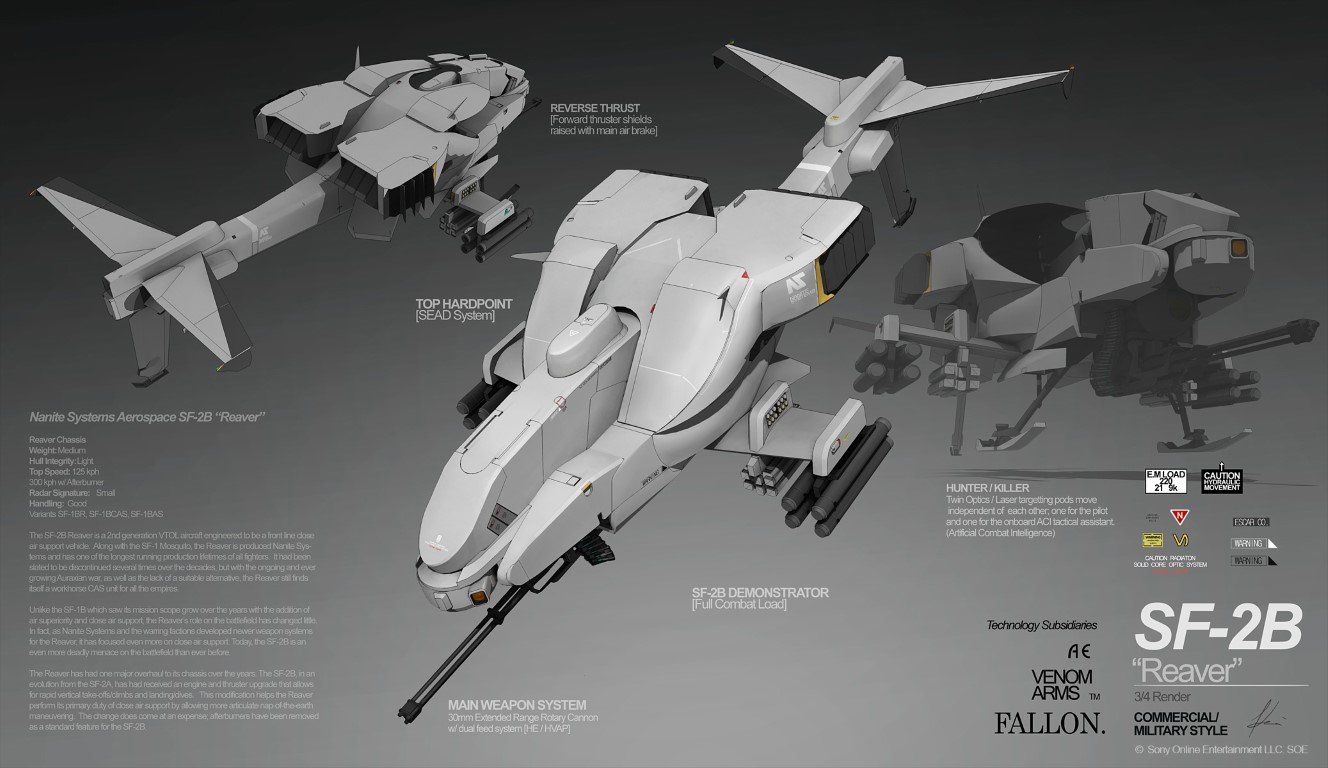 REVERSE THRUST
[Forward thruster shields
raised with main air brake]
TOP HARDPOINT
[SEAD System]
Nanite Systems Aerospace SF-2B “Reaver”
Reaver Chassis
Weight: Medium
Hull Integrity: Light
Top Speed: 125 kph
300 kph w/ Afterburner
Radar Signature: Small
Handling: Good
Variants SF-1BR, SF-1BCAS, SF-1BAS
The SF-2B Reaver is a 2nd generation VTOL aircraft engineered to be a front line close
air support vehicle. Along with the SF-1 Mosquito, the Reaver is produced Nanite Sys-
tems and has one of the longest running production lifetimes of all fighters. It had been
slated to be discontinued several times over the decades, but with the ongoing and ever
growing Auraxian war, as well as the lack of a suitable alternative, the Reaver still finds
itself a workhorse CAS unit for all the empires.
Unlike the SF-1B which saw its mission scope grow over the years with the addition of
air superiority and close air support, the Reaver's role on the battlefield has changed little.
In fact, as Nanite Systems and the warring factions developed newer weapon systems
for the Reaver, it has focused even more on close air support. Today, the SF-2B is an
even more deadly menace on the battlefield than ever before.
The Reaver has had one major overhaul to its chassis over the years. The SF-2B, in an
evolution from the SF-2A, has had received an engine and thruster upgrade that allows
for rapid vertical take-offs/climbs and landing/dives. This modification helps the Reaver
perform its primary duty of close air support by allowing more articulate nap-of-the-earth
maneuvering. The change does come at an expense; afterburners have been removed
as a standard feature for the SF-2B.
MAIN WEAPON SYSTEM
30mm Extended Range Rotary Cannon
w/ dual feed system [HE / HVAP]
SF-2B DEMONSTRATOR
[Full Combat Load]
HUNTER / KILLER
Twin Optics / Laser targetting pods move
independent of each other; one for the pilot
and one for the onboard ACI tactical assistant.
(Artificial Combat Intelligence)
E.M LOAD
220
21 9k
CAUTION
HYDRAULIC
MOVEMENT
N
ESCAR CO.
WARNING
WARNING
CAUTION RADIATON
SOLID CORE OPTIC SYSTEM
Technology Subsidiaries
AE
VENOM
ARMS TM
FALLON.
SF-2B
“Reaver”
3/4 Render
COMMERCIAL/
MILITARY STYLE
© Sony Online Entertainment LLC. SOE